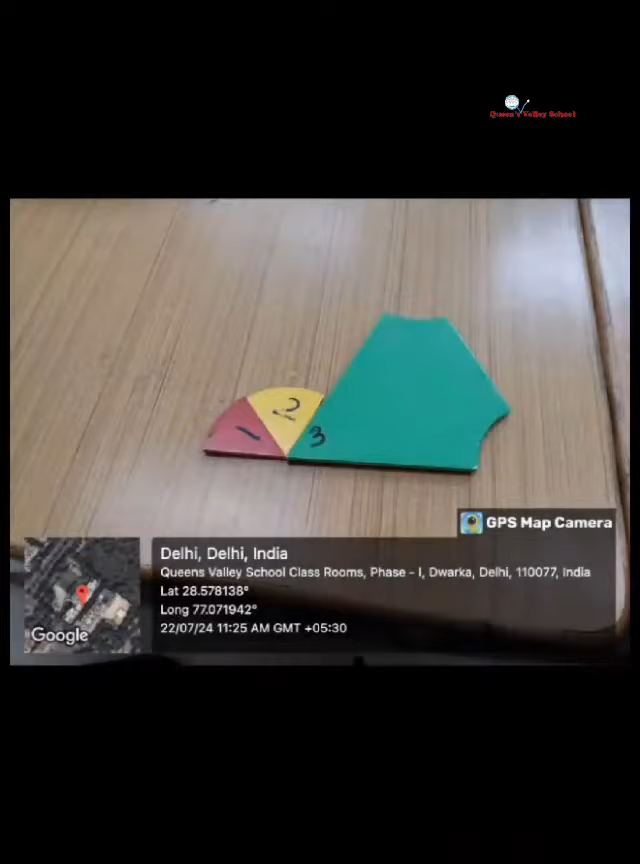 Queen's Valley School
2
1
3
GPS Map Camera
Delhi, Delhi, India
Queens Valley School Class Rooms, Phase - I, Dwarka, Delhi, 110077, India
Lat 28.578138°
Long 77.071942°
22/07/24 11:25 AM GMT +05:30
Google